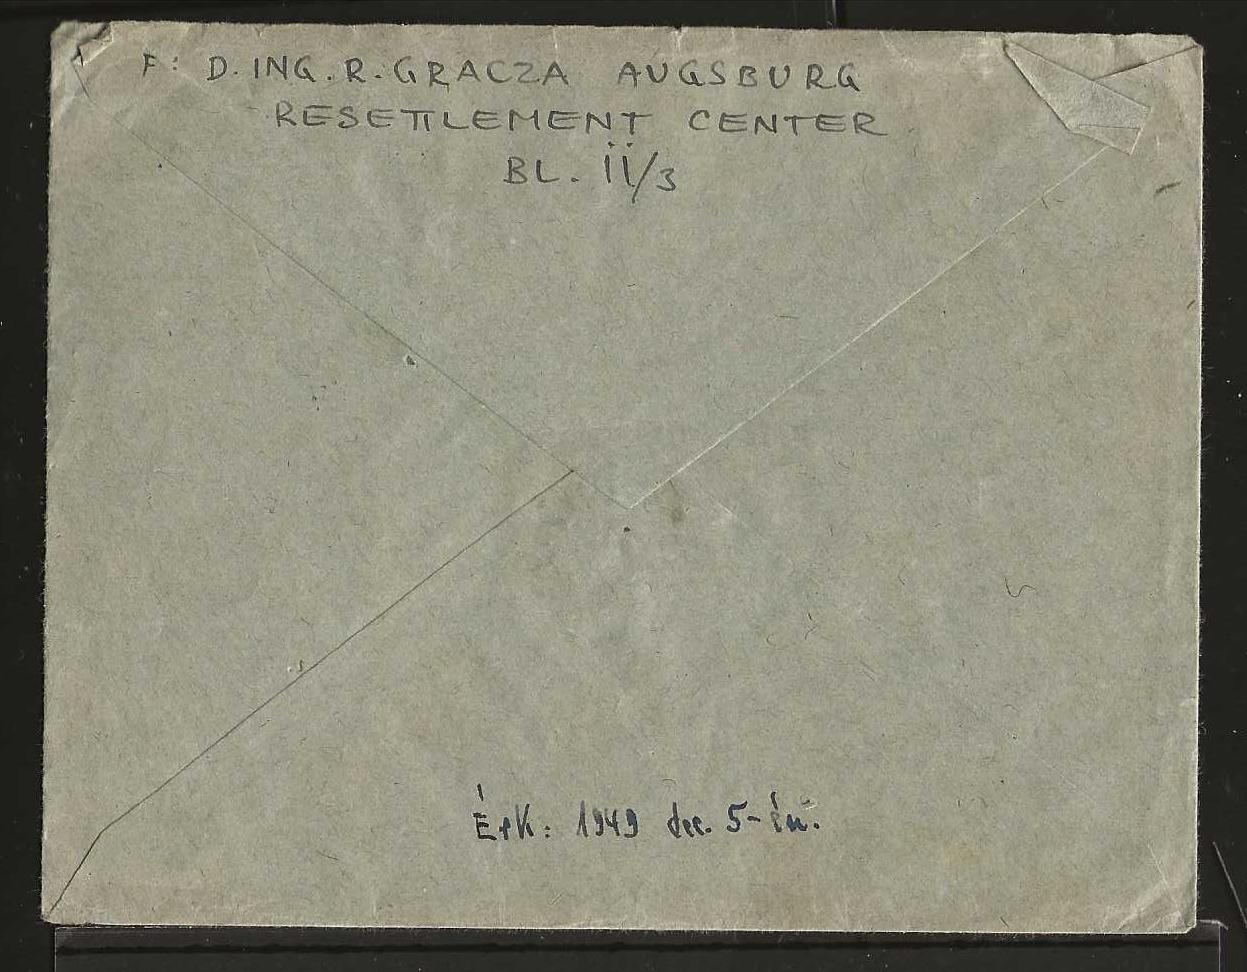 F: D. ING. R. GRACZA AUGSBURG
RESETTLEMENT CENTER
BL. II/3
Érk: 1949 dec. 5-én.